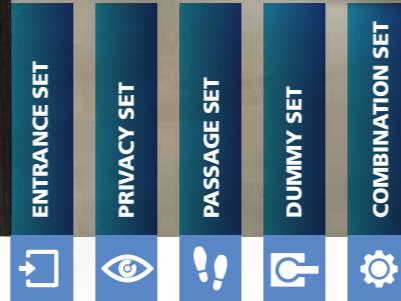 ENTRANCE SET
PRIVACY SET
PASSAGE SET
DUMMY SET
COMBINATION SET